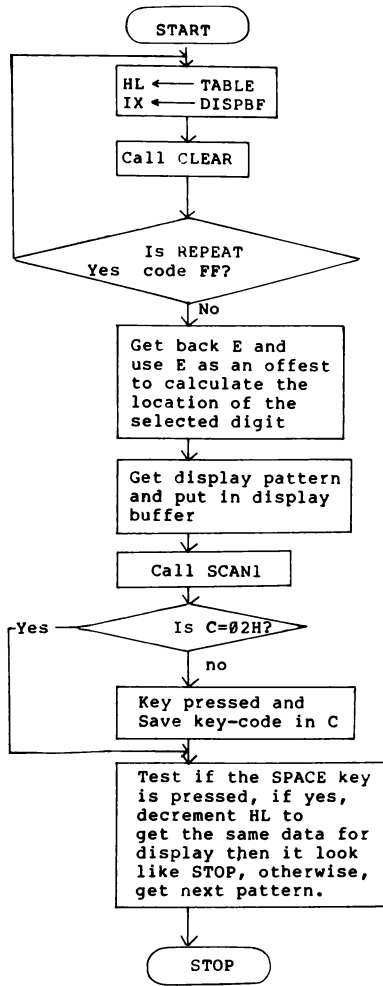 START
HL ← TABLE
IX ← DISPBF
Call CLEAR
Is REPEAT
Yes code FF?
No
Get back E and
use E as an offest
to calculate the
location of the
selected digit
Get display pattern
and put in display
buffer
Call SCAN1
Yes
Is C=02H?
no
Key pressed and
Save key-code in C
Test if the SPACE key
is pressed, if yes,
decrement HL to
get the same data for
display then it look
like STOP, otherwise,
get next pattern.
STOP